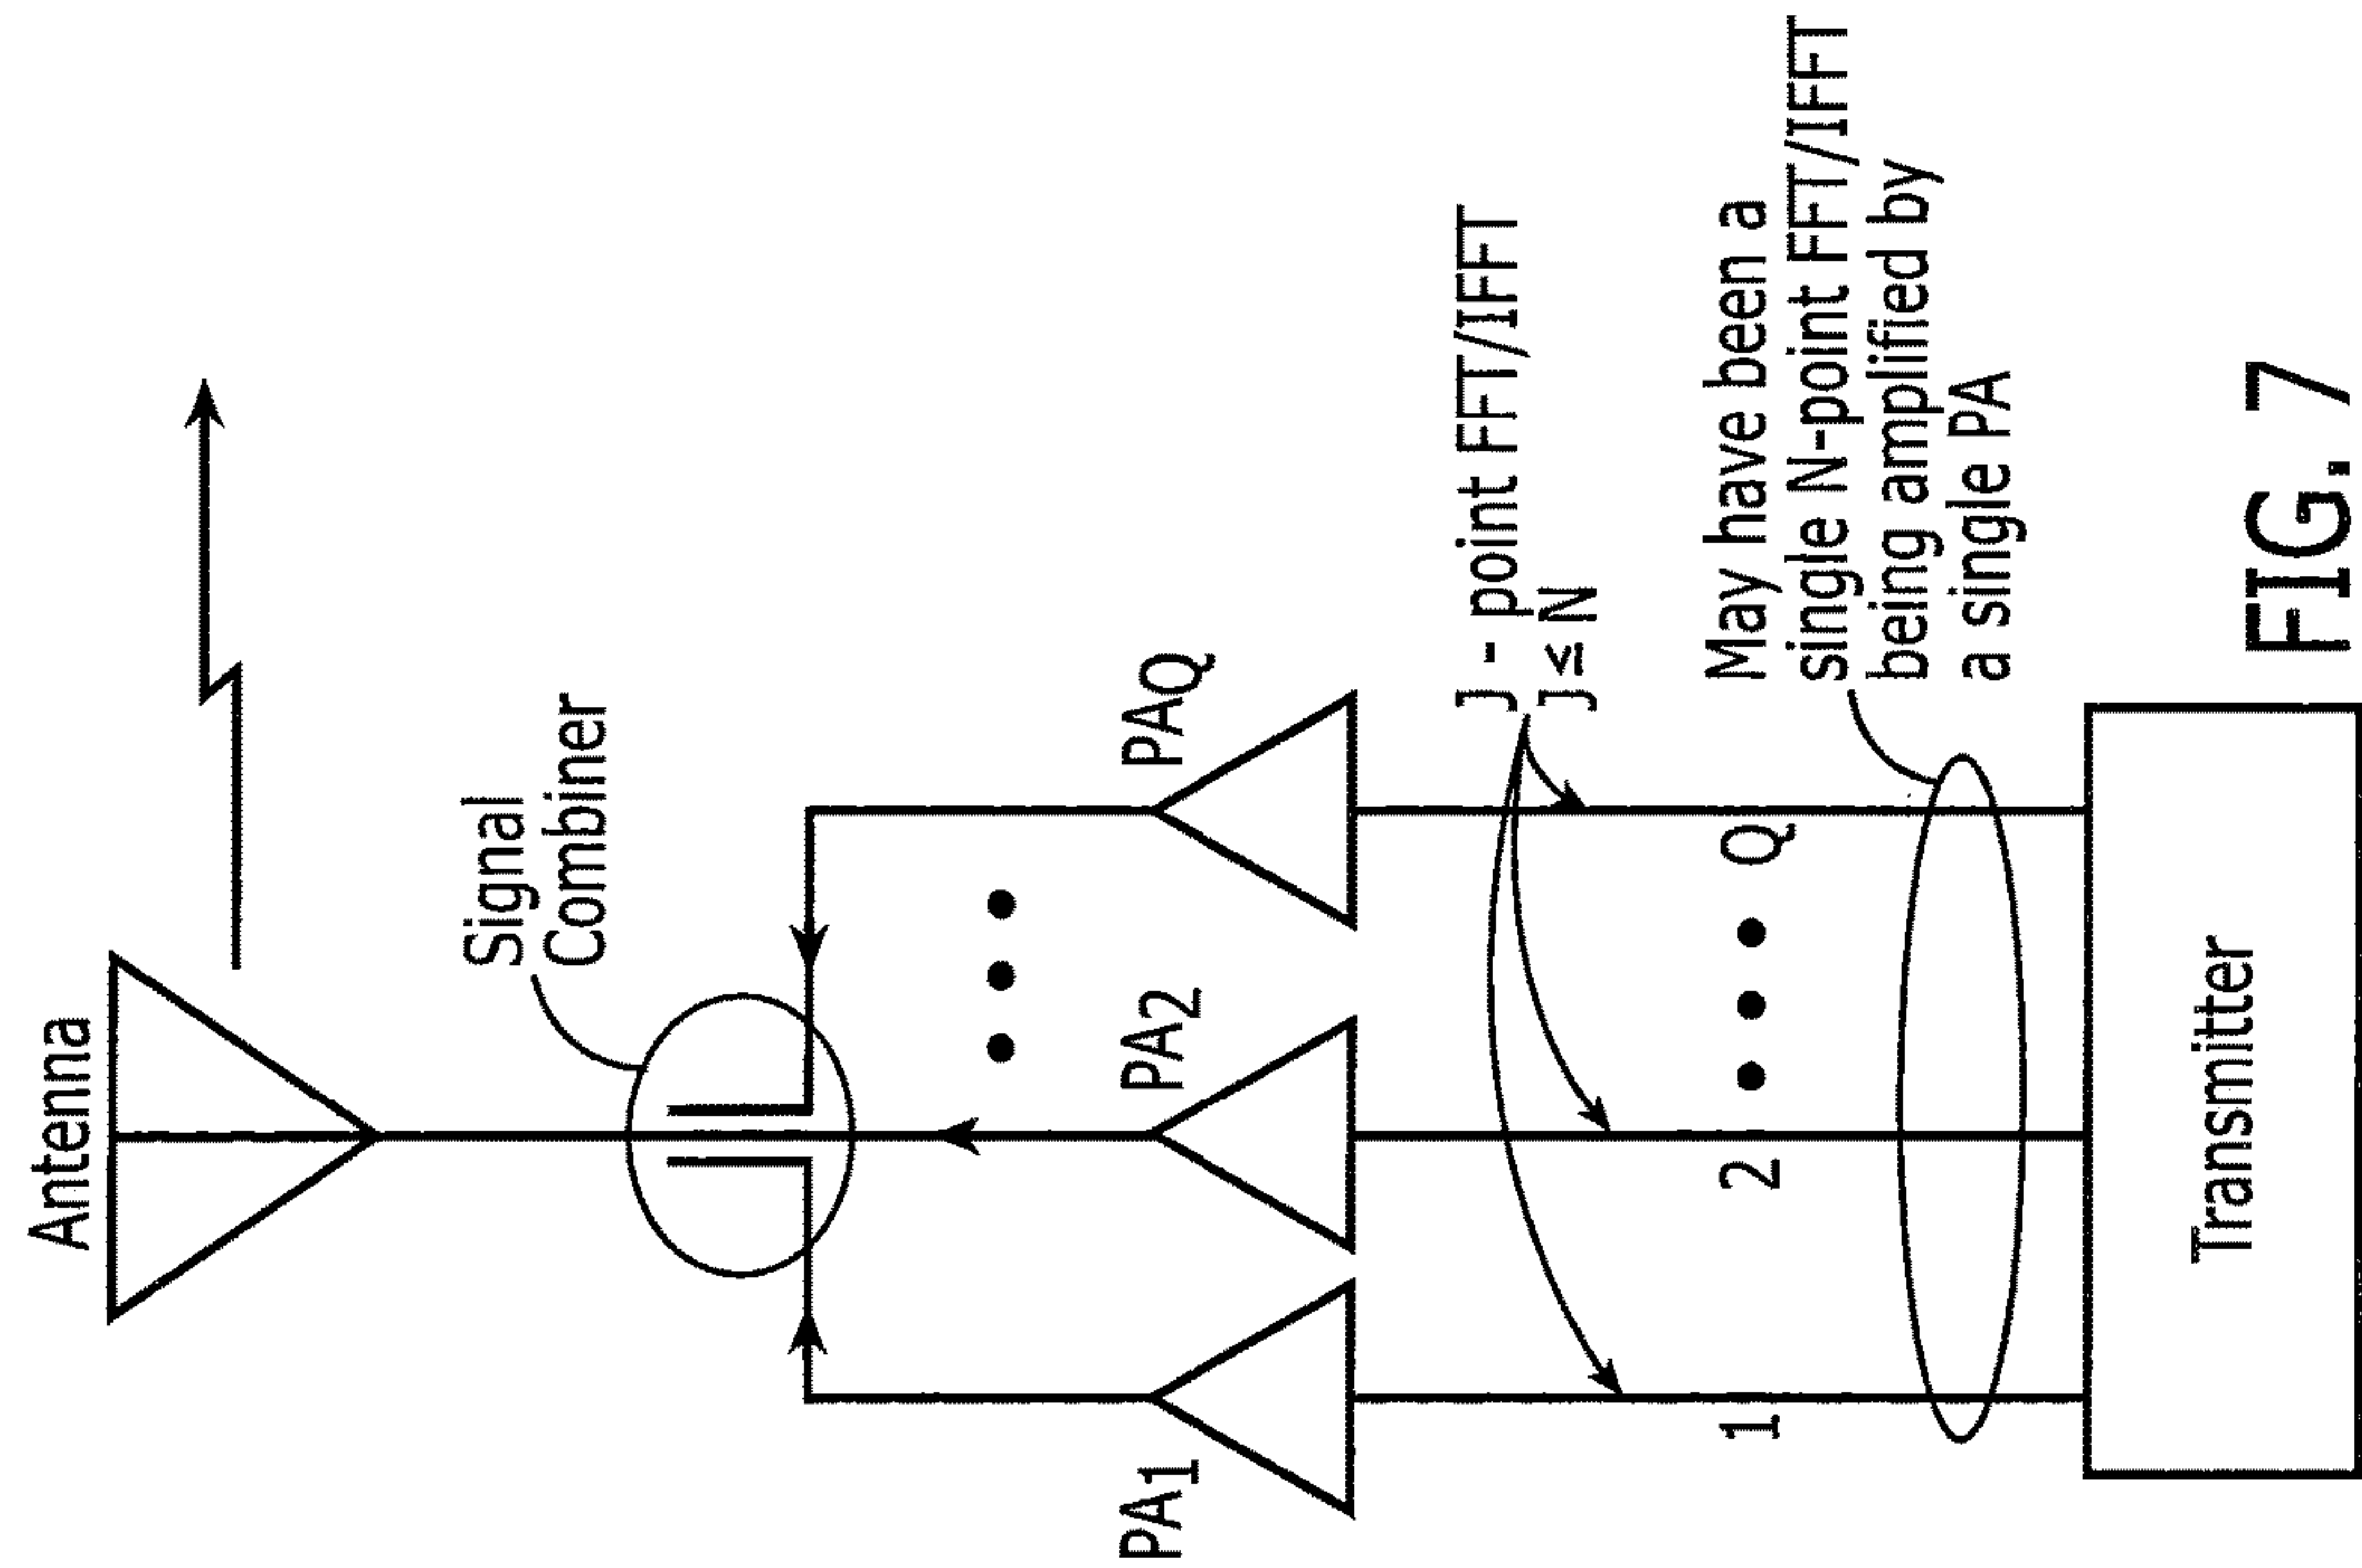 Antenna
Signal
Combiner
PA1
PA2
PAQ
J - point FFT/IFFT
J ≤ N
1
2
Q
May have been a
single N-point FFT/IFFT
being amplified by
a single PA
Transmitter
FIG. 7